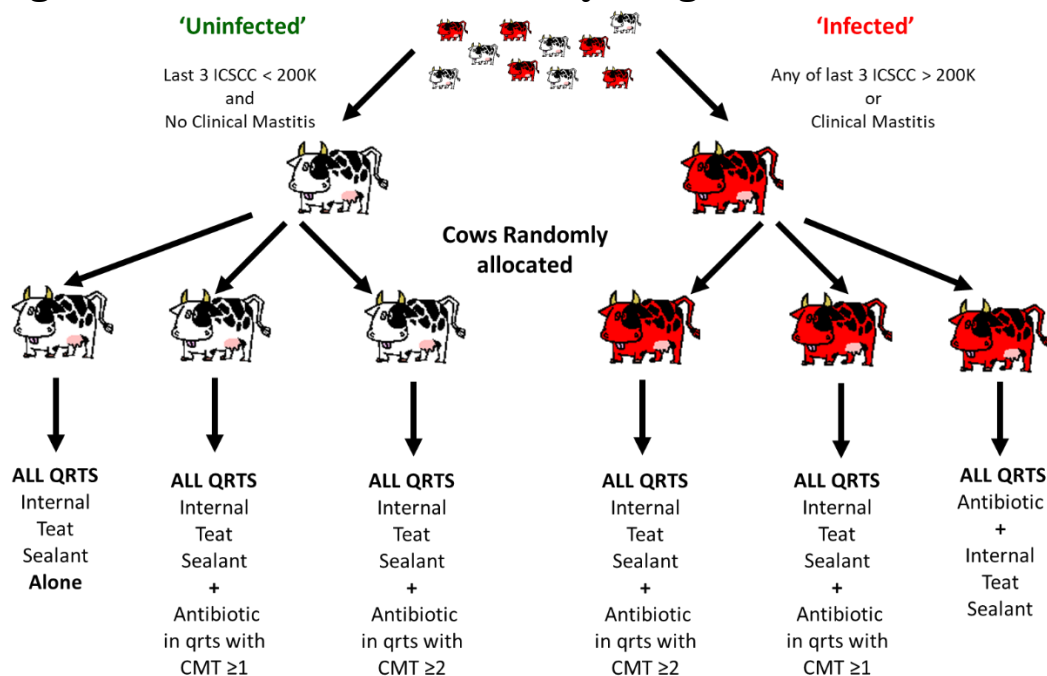 'Uninfected'
'Infected'
Last 3 ICSCC < 200K
and
No Clinical Mastitis
Any of last 3 ICSCC > 200K
or
Clinical Mastitis
Cows Randomly
allocated
ALL QRTS
Internal
Teat
Sealant
Alone
ALL QRTS
Internal
Teat
Sealant
+
Antibiotic
in qrts with
CMT ≥1
ALL QRTS
Internal
Teat
Sealant
+
Antibiotic
in qrts with
CMT ≥2
ALL QRTS
Internal
Teat
Sealant
+
Antibiotic
in qrts with
CMT ≥2
ALL QRTS
Internal
Teat
Sealant
+
Antibiotic
in qrts with
CMT ≥1
ALL QRTS
Antibiotic
+
Internal
Teat
Sealant